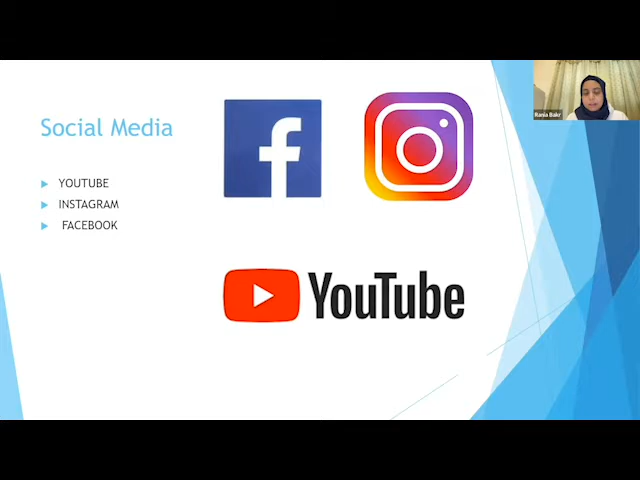 Social Media
YOUTUBE
INSTAGRAM
FACEBOOK
f
YouTube
Rania Bakr